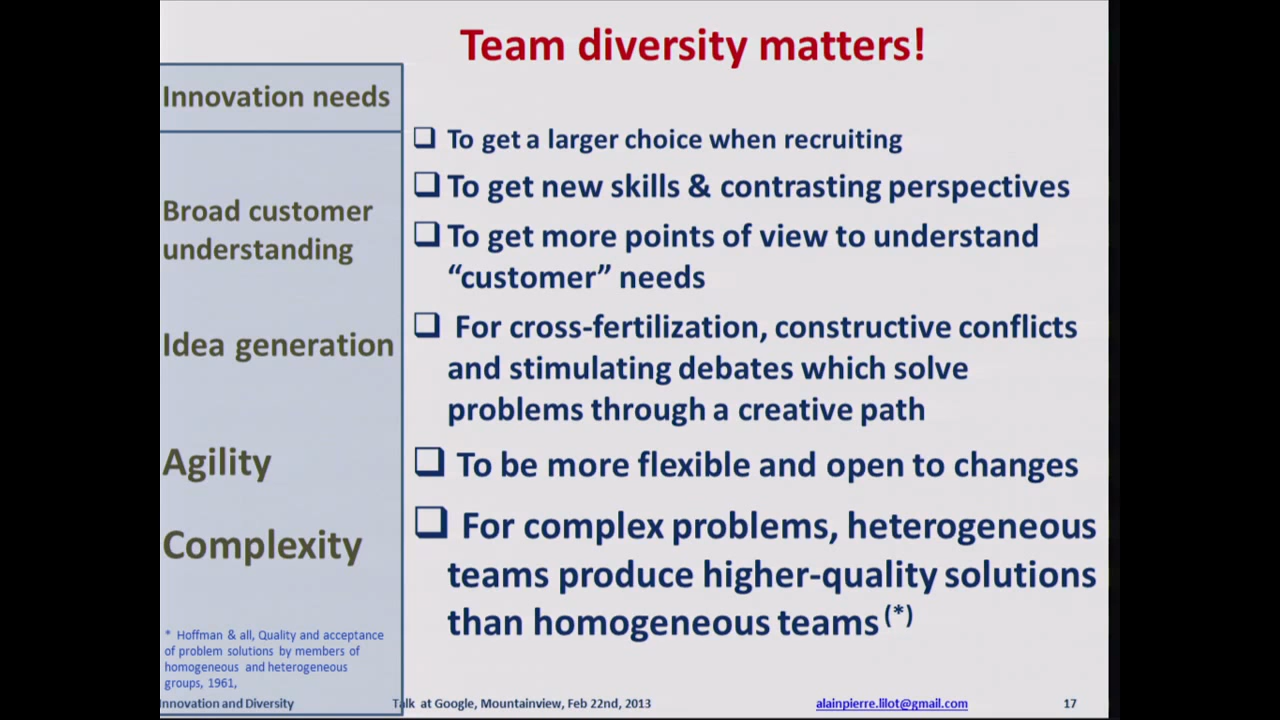 Team diversity matters!
Innovation needs
Broad customer
understanding
Idea generation
Agility
Complexity
* Hoffman & all, Quality and acceptance
of problem solutions by members of
homogeneous and heterogeneous
groups, 1961,
❑ To get a larger choice when recruiting
❑ To get new skills & contrasting perspectives
❑ To get more points of view to understand
“customer” needs
❑ For cross-fertilization, constructive conflicts
and stimulating debates which solve
problems through a creative path
❑ To be more flexible and open to changes
❑ For complex problems, heterogeneous
teams produce higher-quality solutions
than homogeneous teams (*)
Innovation and Diversity
Talk at Google, Mountainview, Feb 22nd, 2013
alainpierre.lilot@gmail.com
17